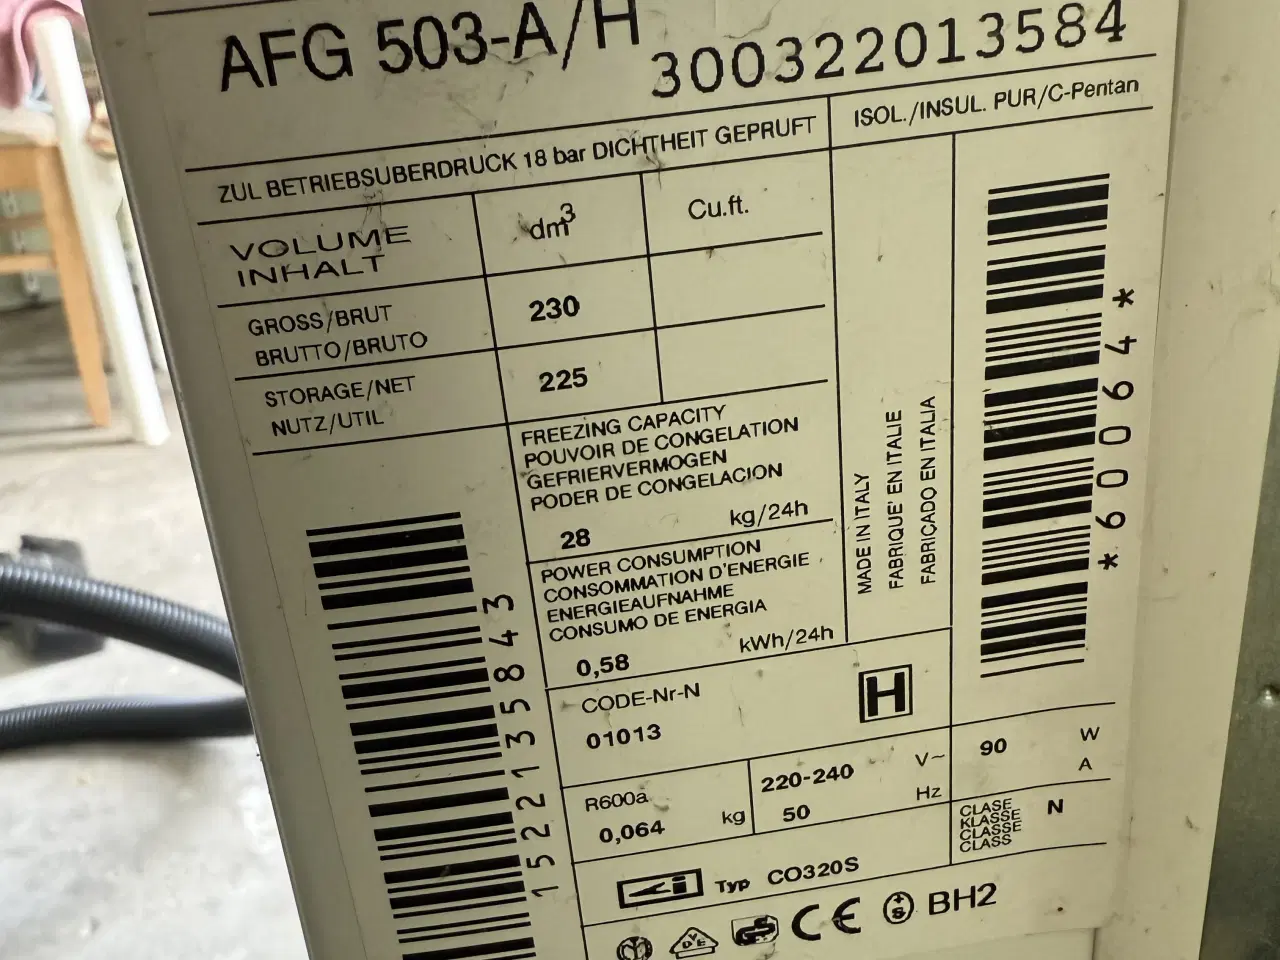 AFG 503-A/H
300322013584
ZUL BETRIEBSUBERDRUCK 18 bar DICHTHEIT GEPRUFT
ISOL./INSUL. PUR/C-Pentan
VOLUME
INHALT
dm³
Cu.ft.
GROSS/BRUT
BRUTTO/BRUTO
230
STORAGE/NET
NUTZ/UTIL
225
FREEZING CAPACITY
POUVOIR DE CONGELATION
GEFRIERVERMOGEN
PODER DE CONGELACION
28 kg/24h
POWER CONSUMPTION
CONSOMMATION D'ENERGIE
ENERGIEAUFNAHME
CONSUMO DE ENERGIA
0,58 kWh/24h
MADE IN ITALY
FABRIQUE' EN ITALIE
FABRICADO EN ITALIA
*60064*
1522135843
CODE-Nr-N
01013
H
R600a
0,064 kg
220-240 V~
50 Hz
90 W
A
CLASE
KLASSE
CLASSE
CLASS
N
Typ CO320S
VDE
GS
CE
+S
BH2